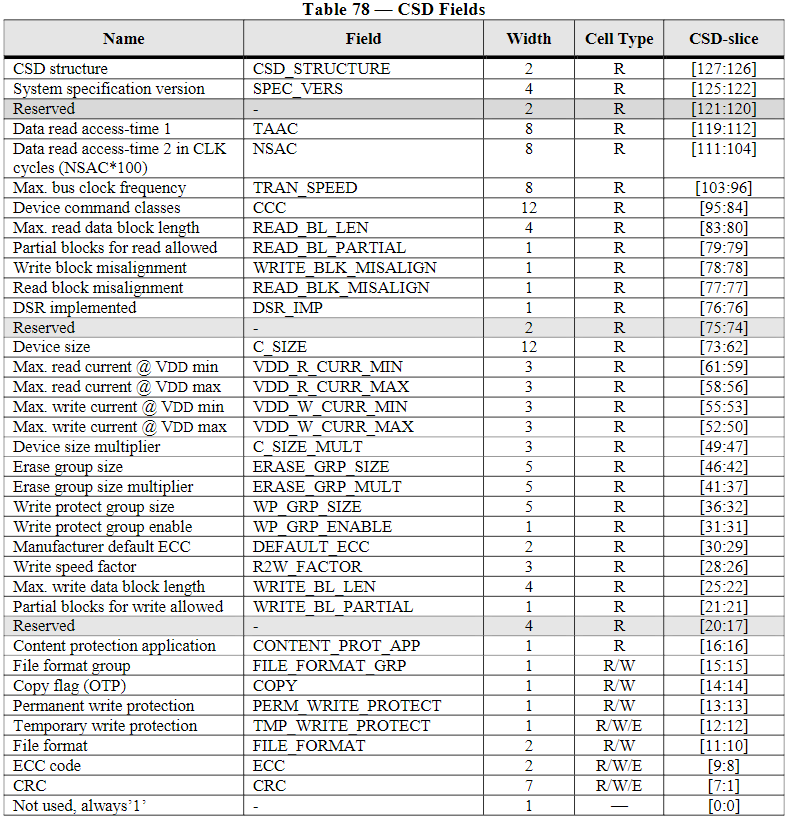 Table 78 — CSD Fields
Name Field Width Cell Type CSD-slice
CSD structure CSD_STRUCTURE 2 R [127:126]
System specification version SPEC_VERS 4 R [125:122]
Reserved - 2 R [121:120]
Data read access-time 1 TAAC 8 R [119:112]
Data read access-time 2 in CLK NSAC 8 R [111:104]
cycles (NSAC*100)
Max. bus clock frequency TRAN_SPEED 8 R [103:96]
Device command classes CCC 12 R [95:84]
Max. read data block length READ_BL_LEN 4 R [83:80]
Partial blocks for read allowed READ_BL_PARTIAL 1 R [79:79]
Write block misalignment WRITE_BLK_MISALIGN 1 R [78:78]
Read block misalignment READ_BLK_MISALIGN 1 R [77:77]
DSR implemented DSR_IMP 1 R [76:76]
Reserved - 2 R [75:74]
Device size C_SIZE 12 R [73:62]
Max. read current @ VDD min VDD_R_CURR_MIN 3 R [61:59]
Max. read current @ VDD max VDD_R_CURR_MAX 3 R [58:56]
Max. write current @ VDD min VDD_W_CURR_MIN 3 R [55:53]
Max. write current @ VDD max VDD_W_CURR_MAX 3 R [52:50]
Device size multiplier C_SIZE_MULT 3 R [49:47]
Erase group size ERASE_GRP_SIZE 5 R [46:42]
Erase group size multiplier ERASE_GRP_MULT 5 R [41:37]
Write protect group size WP_GRP_SIZE 5 R [36:32]
Write protect group enable WP_GRP_ENABLE 1 R [31:31]
Manufacturer default ECC DEFAULT_ECC 2 R [30:29]
Write speed factor R2W_FACTOR 3 R [28:26]
Max. write data block length WRITE_BL_LEN 4 R [25:22]
Partial blocks for write allowed WRITE_BL_PARTIAL 1 R [21:21]
Reserved - 4 R [20:17]
Content protection application CONTENT_PROT_APP 1 R [16:16]
File format group FILE_FORMAT_GRP 1 R/W [15:15]
Copy flag (OTP) COPY 1 R/W [14:14]
Permanent write protection PERM_WRITE_PROTECT 1 R/W [13:13]
Temporary write protection TMP_WRITE_PROTECT 1 R/W/E [12:12]
File format FILE_FORMAT 2 R/W [11:10]
ECC code ECC 2 R/W/E [9:8]
CRC CRC 7 R/W/E [7:1]
Not used, always’1’ - 1 — [0:0]